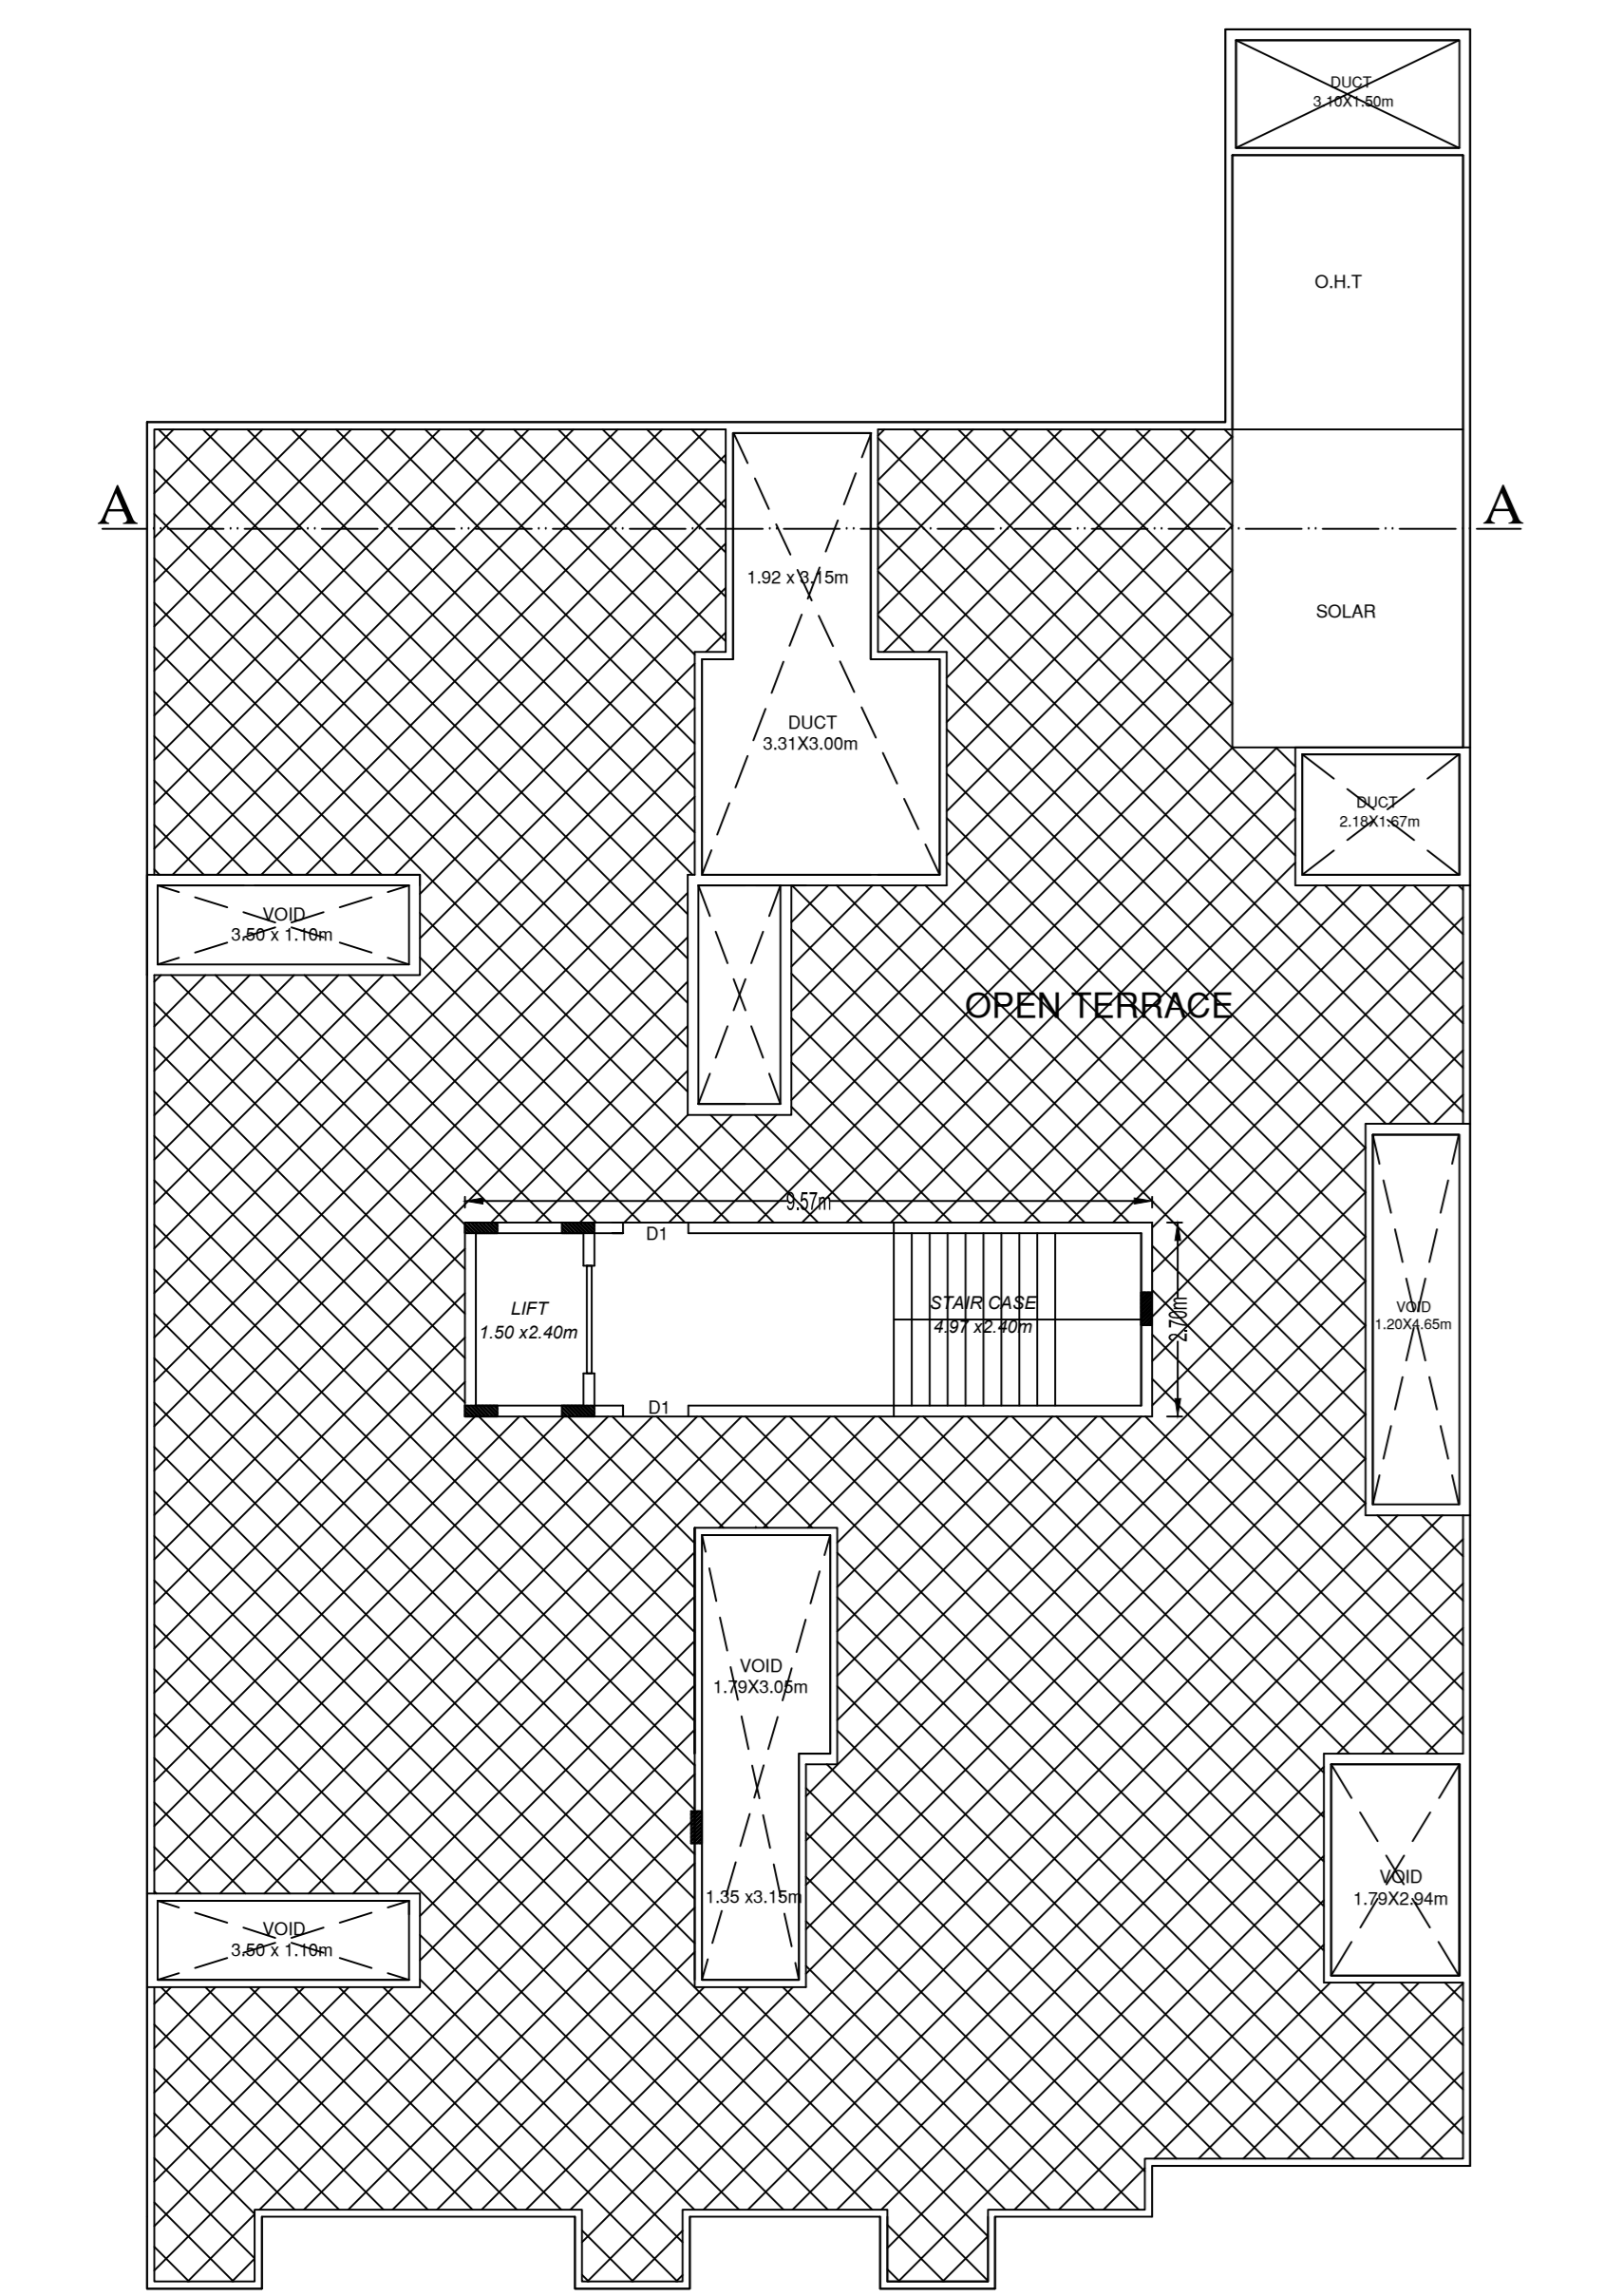 DUCT
3.10X1.50m
O.H.T
A
A
1.92 x 3.15m
SOLAR
DUCT
3.31X3.00m
DUCT
2.18X1.67m
VOID
3.50 x 1.10m
OPEN TERRACE
9.57m
D1
LIFT
1.50 x2.40m
STAIR CASE
4.97 x2.40m
2.70m
VOID
1.20X4.65m
D1
VOID
1.79X3.05m
VOID
1.79X2.94m
1.35 x3.15m
VOID
3.50 x 1.10m